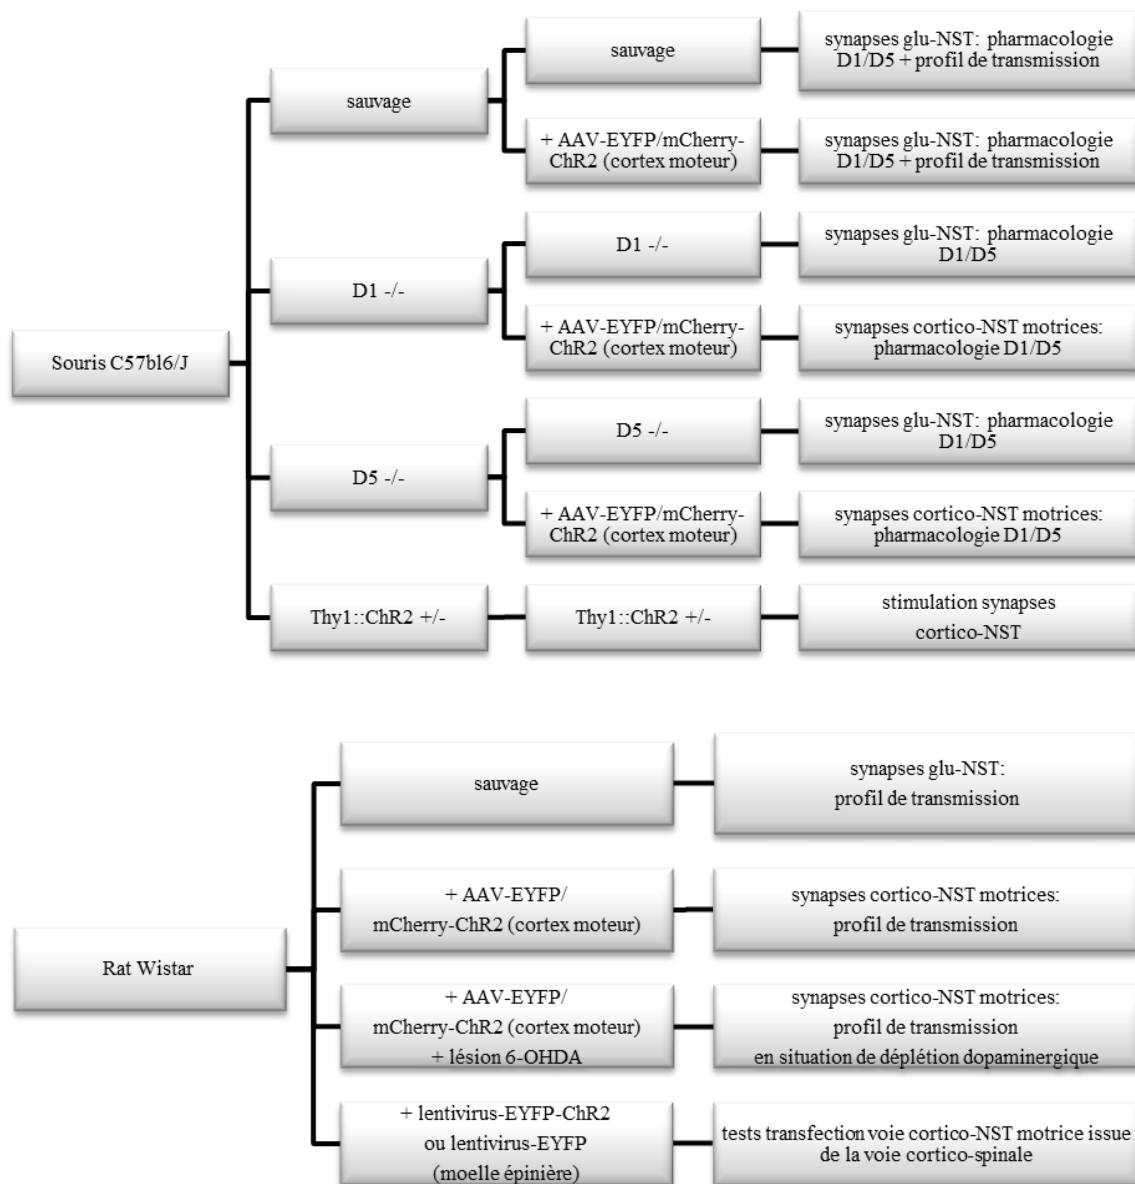 Souris C57bl6/J
sauvage
sauvage
synapses glu-NST: pharmacologie
D1/D5 + profil de transmission
+ AAV-EYFP/mCherry-
ChR2 (cortex moteur)
synapses glu-NST: pharmacologie
D1/D5 + profil de transmission
D1 -/-
D1 -/-
synapses glu-NST: pharmacologie
D1/D5
+ AAV-EYFP/mCherry-
ChR2 (cortex moteur)
synapses cortico-NST motrices:
pharmacologie D1/D5
D5 -/-
D5 -/-
synapses glu-NST: pharmacologie
D1/D5
+ AAV-EYFP/mCherry-
ChR2 (cortex moteur)
synapses cortico-NST motrices:
pharmacologie D1/D5
Thy1::ChR2 +/-
Thy1::ChR2 +/-
stimulation synapses
cortico-NST
Rat Wistar
sauvage
synapses glu-NST:
profil de transmission
+ AAV-EYFP/
mCherry-ChR2 (cortex moteur)
synapses cortico-NST motrices:
profil de transmission
+ AAV-EYFP/
mCherry-ChR2 (cortex moteur)
+ lésion 6-OHDA
synapses cortico-NST motrices:
profil de transmission
en situation de déplétion dopaminergique
+ lentivirus-EYFP-ChR2
ou lentivirus-EYFP
(moelle épinière)
tests transfection voie cortico-NST motrice issue
de la voie cortico-spinale